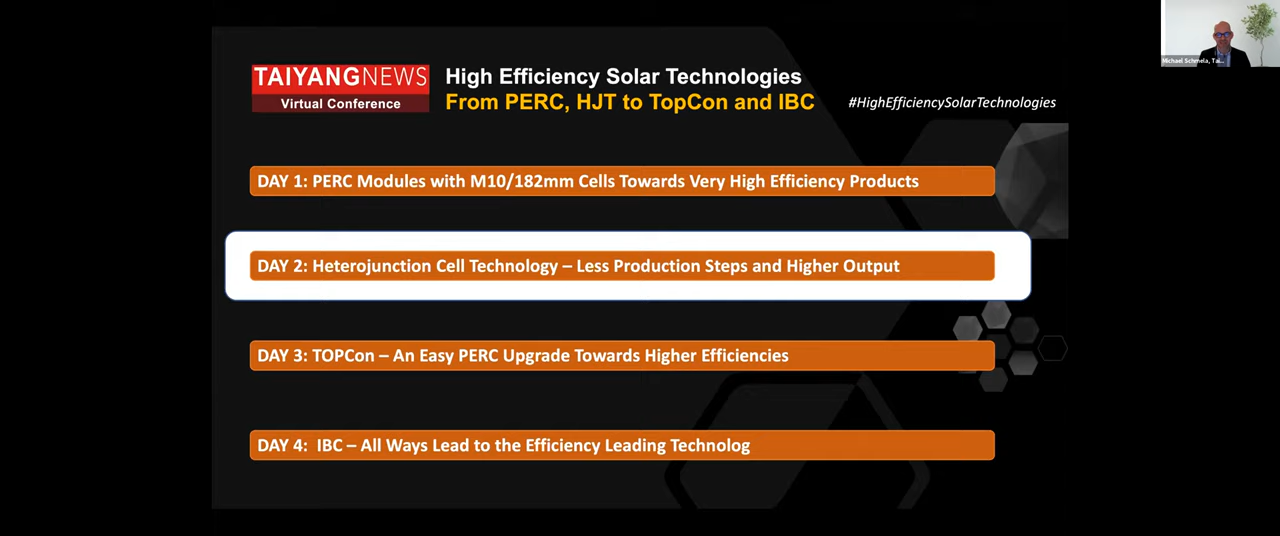 TAIYANGNEWS
Virtual Conference
High Efficiency Solar Technologies
From PERC, HJT to TopCon and IBC
#HighEfficiencySolarTechnologies
Michael Schmela, Tai...
DAY 1: PERC Modules with M10/182mm Cells Towards Very High Efficiency Products
DAY 2: Heterojunction Cell Technology – Less Production Steps and Higher Output
DAY 3: TOPCon – An Easy PERC Upgrade Towards Higher Efficiencies
DAY 4: IBC – All Ways Lead to the Efficiency Leading Technolog